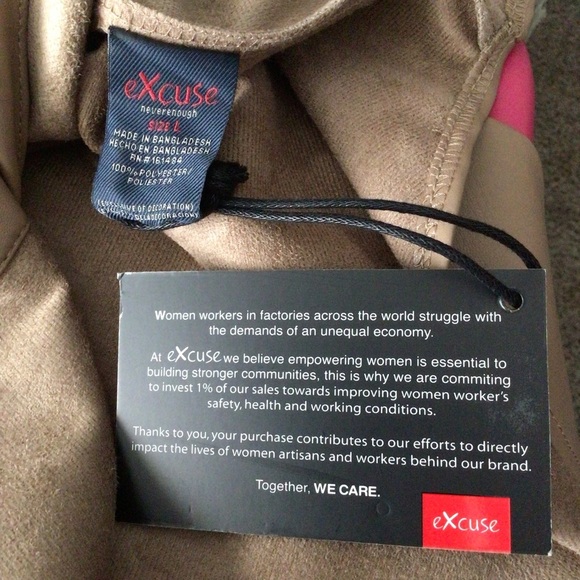 eXcuse
neverenough
SIZE L
MADE IN BANGLADESH
HECHO EN BANGLADESH
RN# 161484
100% POLYESTER/
POLIESTER
(EXCLUSIVE OF DECORATION)
Women workers in factories across the world struggle with
the demands of an unequal economy.
At eXcuse we believe empowering women is essential to
building stronger communities, this is why we are commiting
to invest 1% of our sales towards improving women worker's
safety, health and working conditions.
Thanks to you, your purchase contributes to our efforts to directly
impact the lives of women artisans and workers behind our brand.
Together, WE CARE.
eXcuse